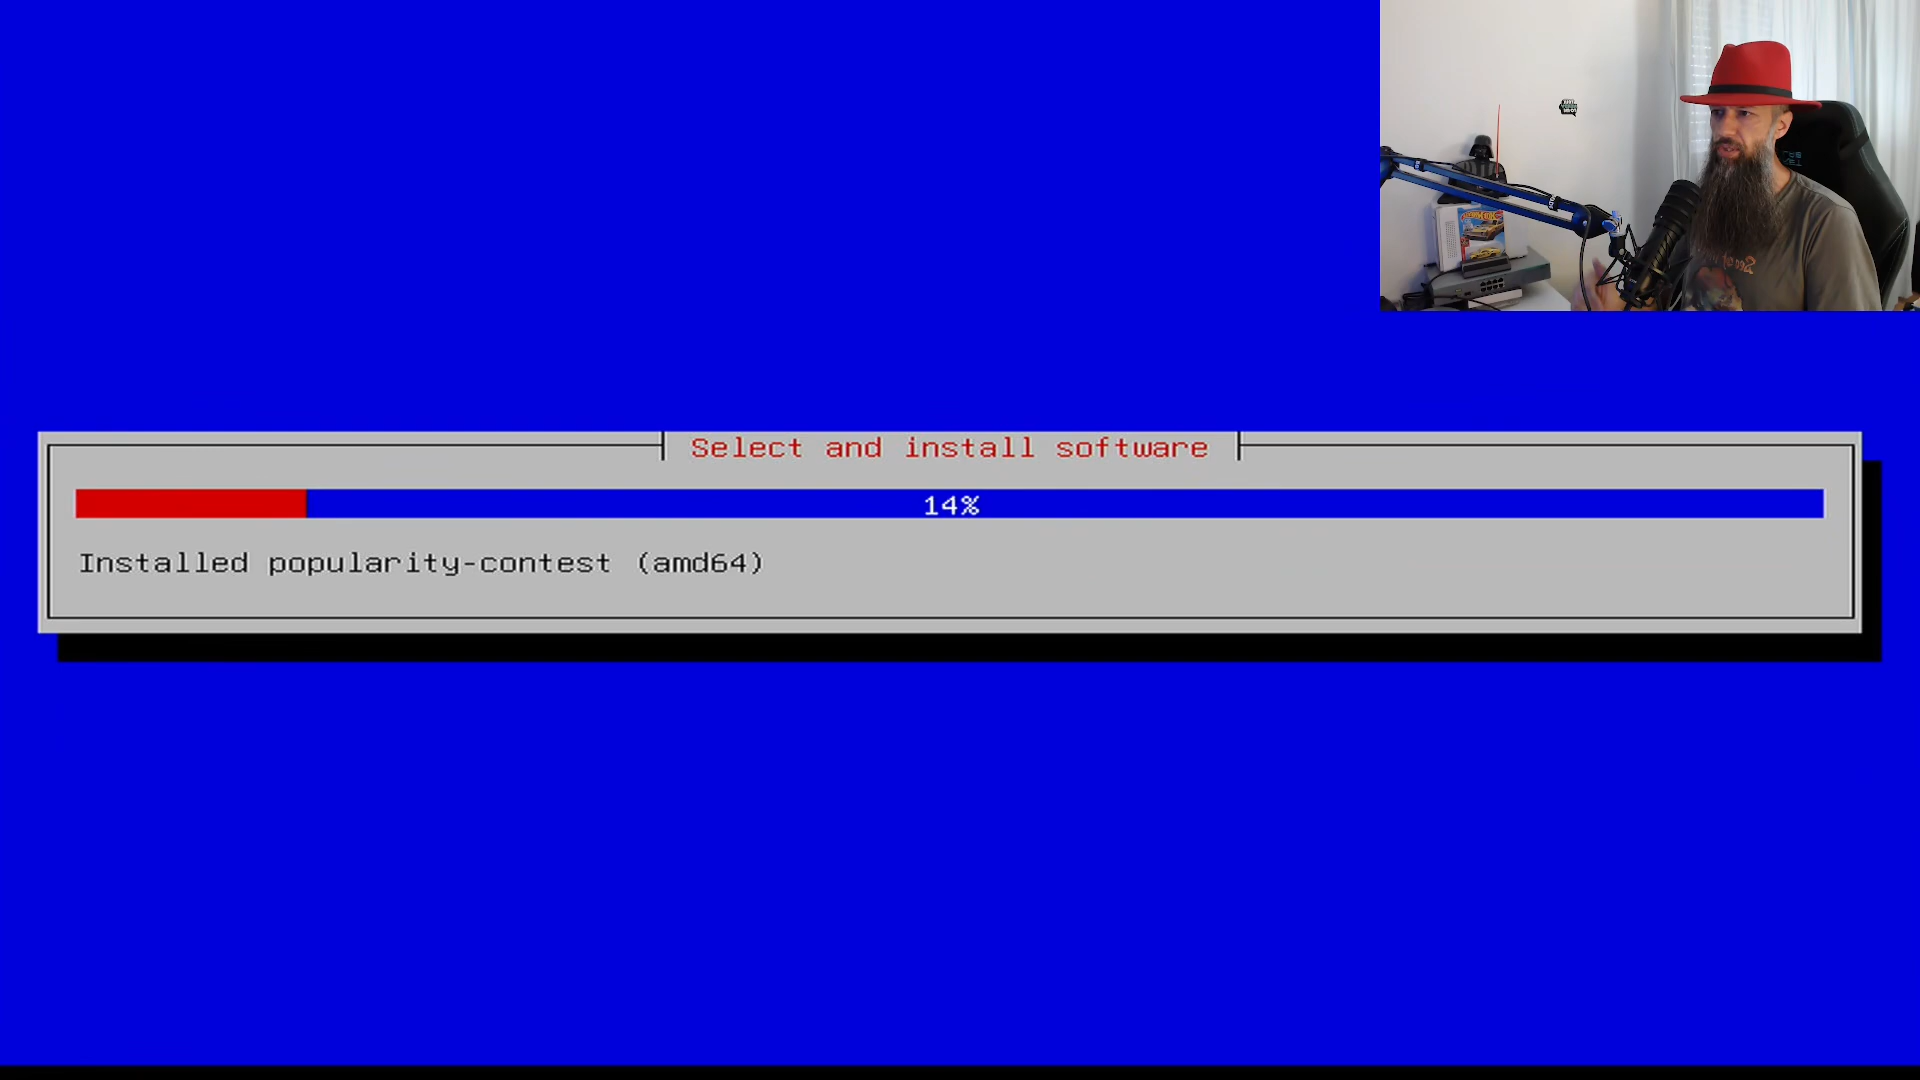 Select and install software
14%
Installed popularity-contest (amd64)